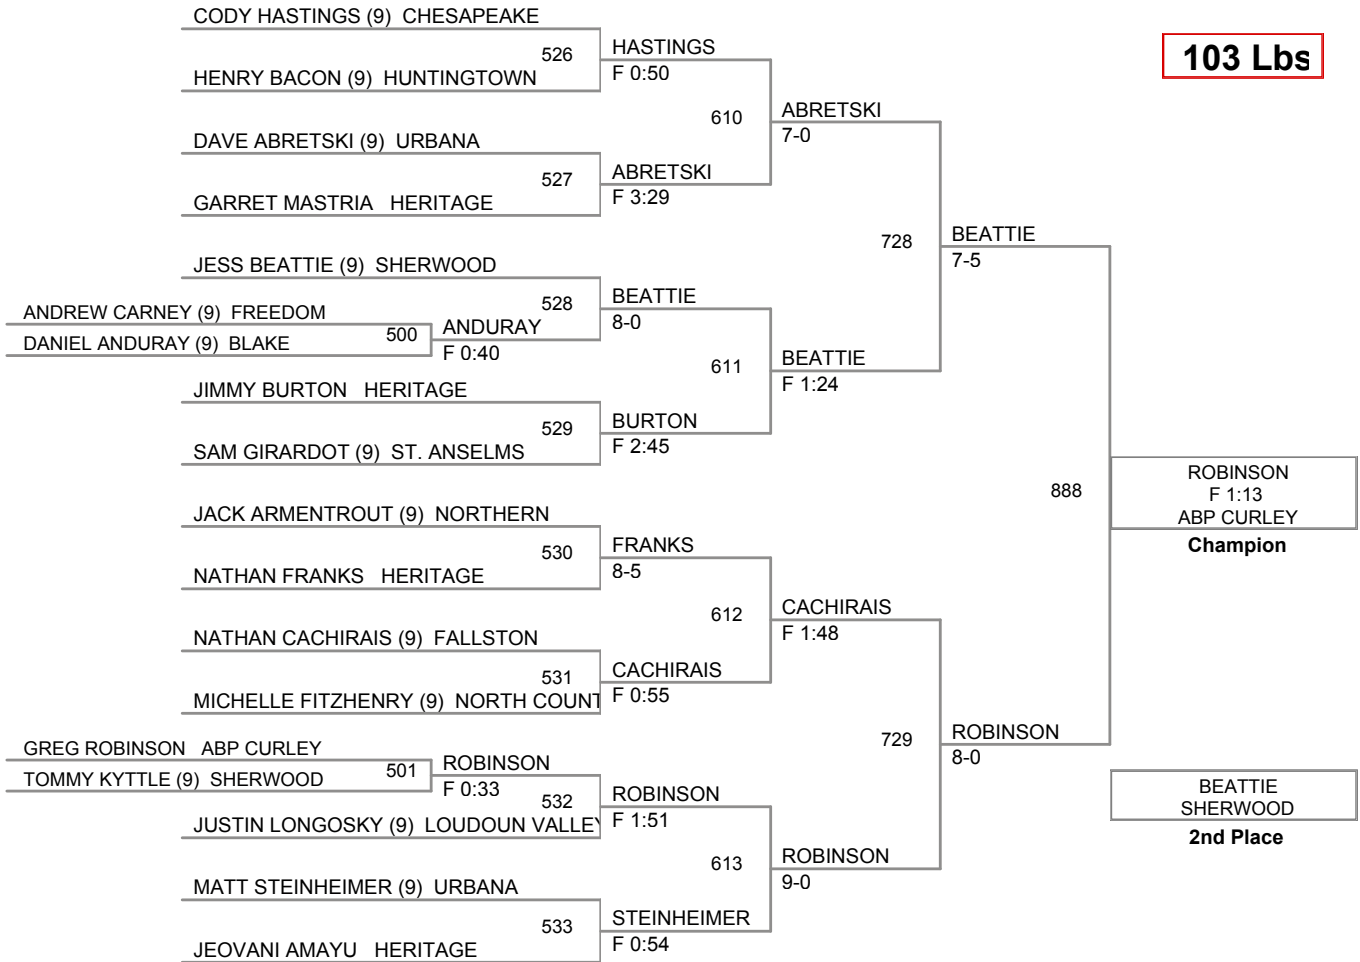 CODY HASTINGS (9) CHESAPEAKE
526
HASTINGS
F 0:50
HENRY BACON (9) HUNTINGTOWN
103 Lbs
610
ABRETSKI
7-0
DAVE ABRETSKI (9) URBANA
527
ABRETSKI
F 3:29
GARRET MASTRIA HERITAGE
728
BEATTIE
7-5
JESS BEATTIE (9) SHERWOOD
528
BEATTIE
8-0
ANDREW CARNEY (9) FREEDOM
500
ANDURAY
F 0:40
DANIEL ANDURAY (9) BLAKE
611
BEATTIE
F 1:24
JIMMY BURTON HERITAGE
529
BURTON
F 2:45
SAM GIRARDOT (9) ST. ANSELMS
888
ROBINSON
F 1:13
ABP CURLEY
Champion
JACK ARMENTROUT (9) NORTHERN
530
FRANKS
8-5
NATHAN FRANKS HERITAGE
612
CACHIRAIS
F 1:48
NATHAN CACHIRAIS (9) FALLSTON
531
CACHIRAIS
F 0:55
MICHELLE FITZHENRY (9) NORTH COUNT
729
ROBINSON
8-0
GREG ROBINSON ABP CURLEY
501
ROBINSON
F 0:33
TOMMY KYTTLE (9) SHERWOOD
532
ROBINSON
F 1:51
JUSTIN LONGOSKY (9) LOUDOUN VALLEY
BEATTIE
SHERWOOD
2nd Place
613
ROBINSON
9-0
MATT STEINHEIMER (9) URBANA
533
STEINHEIMER
F 0:54
JEOVANI AMAYU HERITAGE